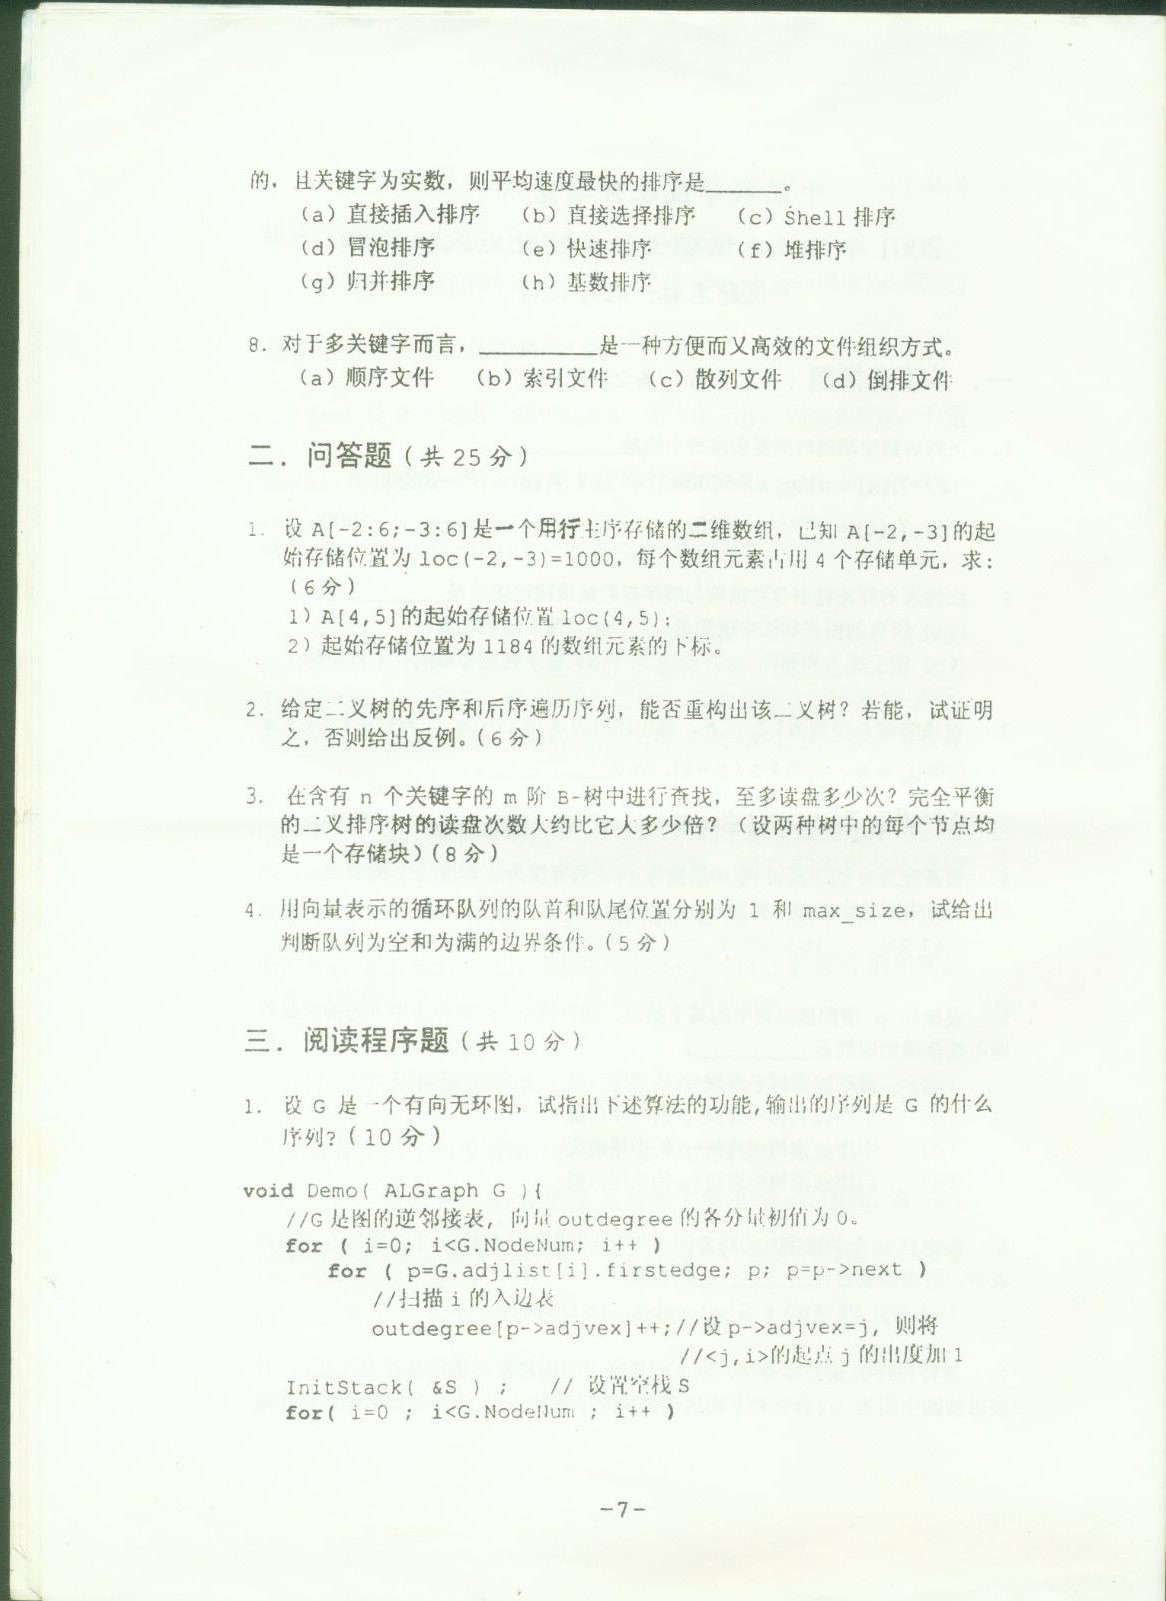 的，且关键字为实数，则平均速度最快的排序是_______。
(a) 直接插入排序 (b) 直接选择排序 (c) Shell 排序
(d) 冒泡排序 (e) 快速排序 (f) 堆排序
(g) 归并排序 (h) 基数排序
8. 对于多关键字而言，__________是一种方便而又高效的文件组织方式。
(a) 顺序文件 (b) 索引文件 (c) 散列文件 (d) 倒排文件
二. 问答题 (共 25 分)
1. 设 A[-2:6;-3:6]是一个用行主序存储的二维数组，已知 A[-2,-3]的起
始存储位置为 loc(-2,-3)=1000，每个数组元素占用 4 个存储单元，求:
(6 分)
1) A[4,5]的起始存储位置 loc(4,5);
2) 起始存储位置为 1184 的数组元素的下标。
2. 给定二叉树的先序和后序遍历序列，能否重构出该二叉树? 若能，试证明
之，否则给出反例。(6 分)
3. 在含有 n 个关键字的 m 阶 B-树中进行查找，至多读盘多少次? 完全平衡
的二叉排序树的读盘次数大约比它大多少倍? (设两种树中的每个节点均
是一个存储块)(8 分)
4. 用向量表示的循环队列的队首和队尾位置分别为 1 和 max_size，试给出
判断队列为空和为满的边界条件。(5 分)
三. 阅读程序题 (共 10 分)
1. 设 G 是一个有向无环图，试指出下述算法的功能,输出的序列是 G 的什么
序列? (10 分)
void Demo( ALGraph G ){
//G 是图的逆邻接表，向量 outdegree 的各分量初值为 0。
for ( i=0; i<G.NodeNum; i++ )
for ( p=G.adjlist[i].firstedge; p; p=p->next )
//扫描 i 的入边表
outdegree[p->adjvex]++;//设 p->adjvex=j, 则将
//<j,i>的起点 j 的出度加 1
InitStack( &S ) ; // 设置空栈 S
for( i=0 ; i<G.NodeNum ; i++ )
-7-